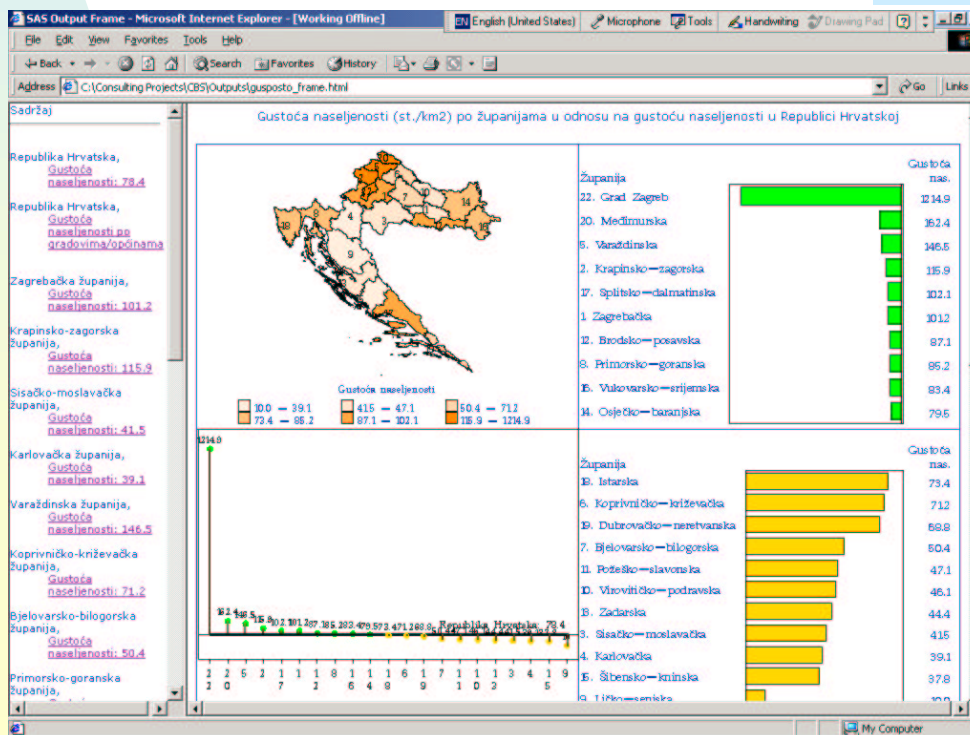 SAS Output Frame - Microsoft Internet Explorer - [Working Offline]
EN English (United States) Microphone Tools Handwriting Drawing Pad
File Edit View Favorites Tools Help
Back Search Favorites History
Address C:\Consulting Projects\CBS\Outputs\gusposto_frame.html Go Links
Sadržaj
Republika Hrvatska,
Gustoća
naseljenosti: 78.4
Republika Hrvatska,
Gustoća
naseljenosti po
gradovima/općinama
Zagrebačka županija,
Gustoća
naseljenosti: 101.2
Krapinsko-zagorska
županija,
Gustoća
naseljenosti: 115.9
Sisačko-moslavačka
županija,
Gustoća
naseljenosti: 41.5
Karlovačka županija,
Gustoća
naseljenosti: 39.1
Varaždinska županija,
Gustoća
naseljenosti: 146.5
Koprivničko-križevačka
županija,
Gustoća
naseljenosti: 71.2
Bjelovarsko-bilogorska
županija,
Gustoća
naseljenosti: 50.4
Primorsko-goranska
županija,
Gustoća naseljenosti (st./km2) po županijama u odnosu na gustoću naseljenosti u Republici Hrvatskoj
Gustoća naseljenosti
10.0 — 39.1 41.5 — 47.1 50.4 — 71.2
73.4 — 85.2 87.1 — 102.1 115.9 — 1214.9
Županija Gustoća nas.
22. Grad Zagreb 1214.9
20. Međimurska 162.4
5. Varaždinska 146.5
2. Krapinsko—zagorska 115.9
17. Splitsko—dalmatinska 102.1
1 Zagrebačka 101.2
12. Brodsko—posavska 87.1
8. Primorsko—goranska 85.2
16. Vukovarsko—srijemska 83.4
14. Osječko—baranjska 79.5
1214.9
162.4 146.5 115.9
Republika Hrvatska: 78.4
Županija Gustoća nas.
18. Istarska 73.4
6. Koprivničko—križevačka 71.2
19. Dubrovačko—neretvanska 68.8
7. Bjelovarsko—bilogorska 50.4
11. Požeško—slavonska 47.1
10. Virovitičko—podravska 46.1
13. Zadarska 44.4
3. Sisačko—moslavačka 41.5
4. Karlovačka 39.1
15. Šibensko—kninska 37.8
9. Ličko—senjska 10.0
My Computer